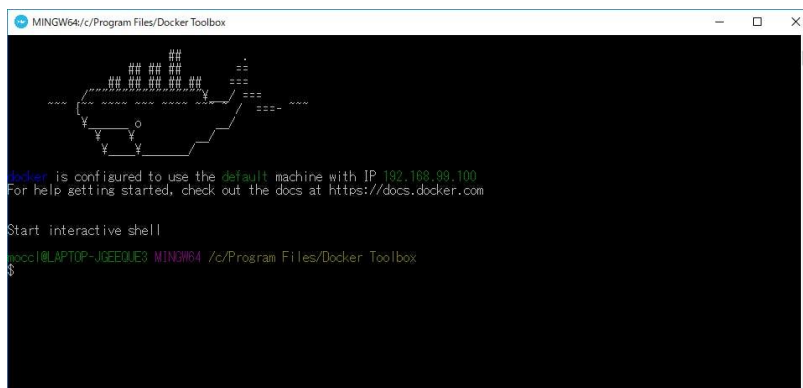 MINGW64:/c/Program Files/Docker Toolbox
docker is configured to use the default machine with IP 192.168.99.100
For help getting started, check out the docs at https://docs.docker.com
Start interactive shell
moccl@LAPTOP-JGEEQUE3 MINGW64 /c/Program Files/Docker Toolbox
$